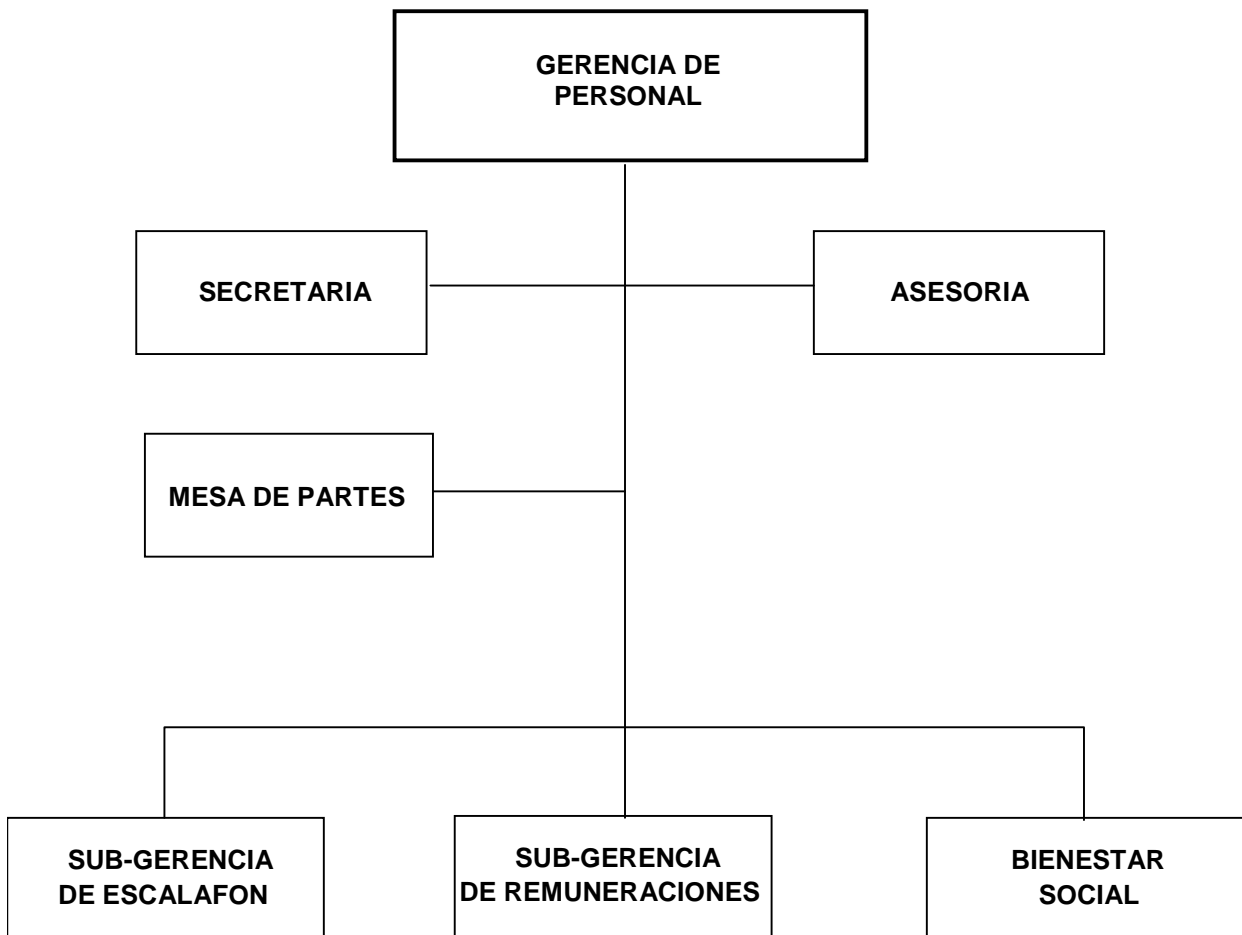 GERENCIA DE
PERSONAL
SECRETARIA
ASESORIA
MESA DE PARTES
SUB-GERENCIA
DE ESCALAFON
SUB-GERENCIA
DE REMUNERACIONES
BIENESTAR
SOCIAL